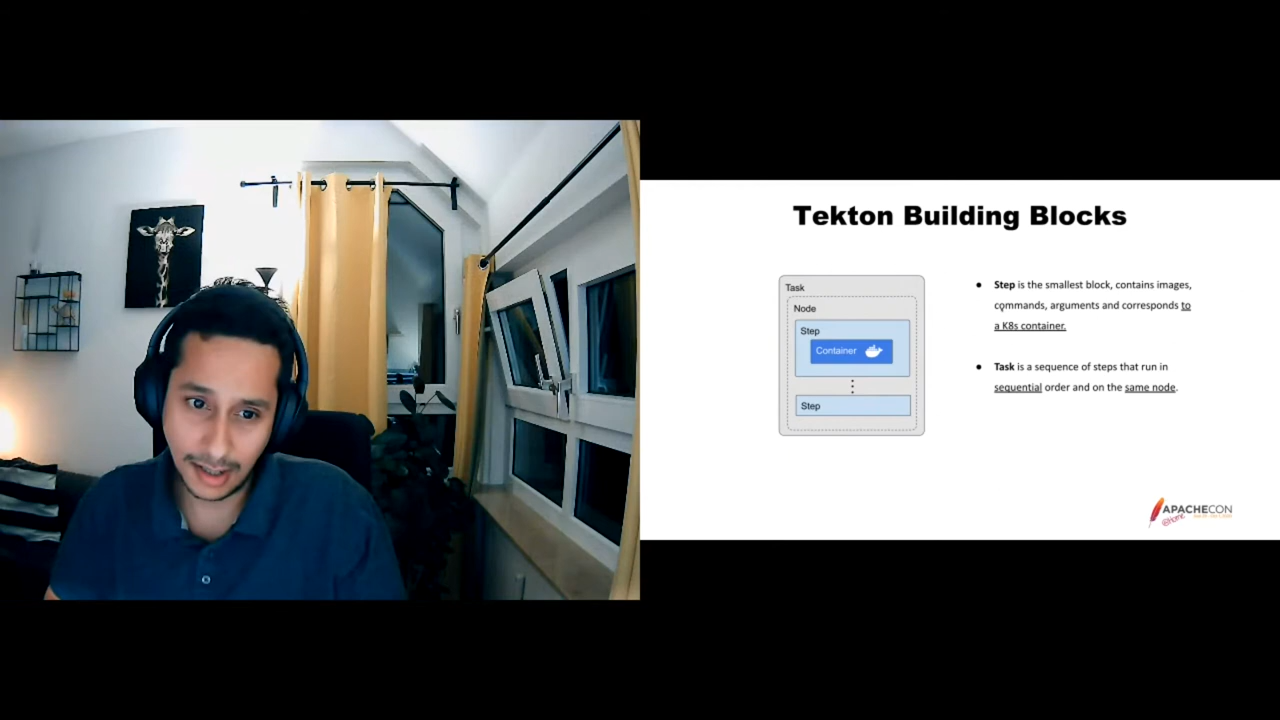 Tekton Building Blocks
Task
Node
Step
Container
Step
● Step is the smallest block, contains images,
commands, arguments and corresponds to
a K8s container.
● Task is a sequence of steps that run in
sequential order and on the same node.
APACHECON
@home